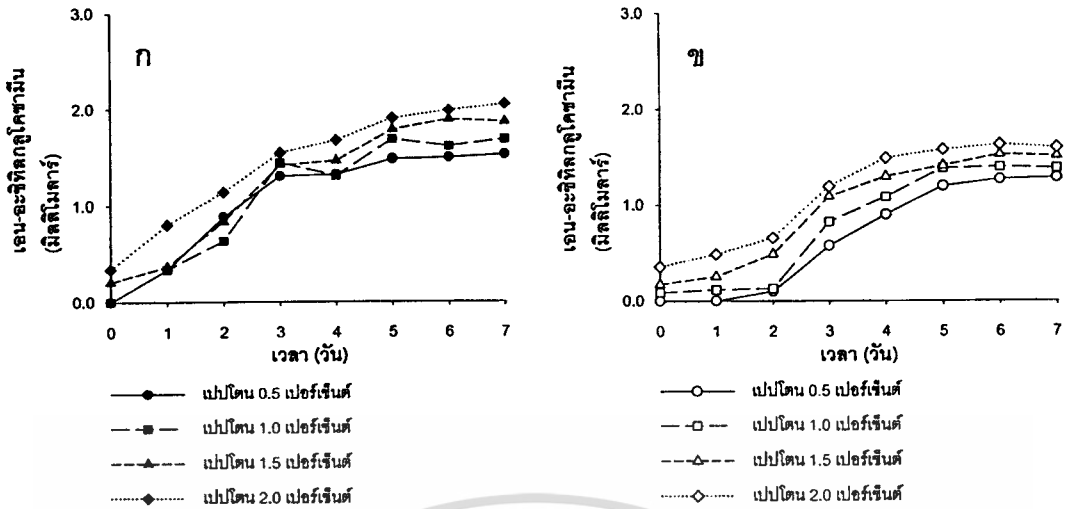 ก
3.0
2.0
1.0
0.0
เอน-อะซิทิลกลูโคซามีน
(มิลลิโมลาร์)
0 1 2 3 4 5 6 7
เวลา (วัน)
เปปโตน 0.5 เปอร์เซ็นต์
เปปโตน 1.0 เปอร์เซ็นต์
เปปโตน 1.5 เปอร์เซ็นต์
เปปโตน 2.0 เปอร์เซ็นต์
ข
3.0
2.0
1.0
0.0
เอน-อะซิทิลกลูโคซามีน
(มิลลิโมลาร์)
0 1 2 3 4 5 6 7
เวลา (วัน)
เปปโตน 0.5 เปอร์เซ็นต์
เปปโตน 1.0 เปอร์เซ็นต์
เปปโตน 1.5 เปอร์เซ็นต์
เปปโตน 2.0 เปอร์เซ็นต์